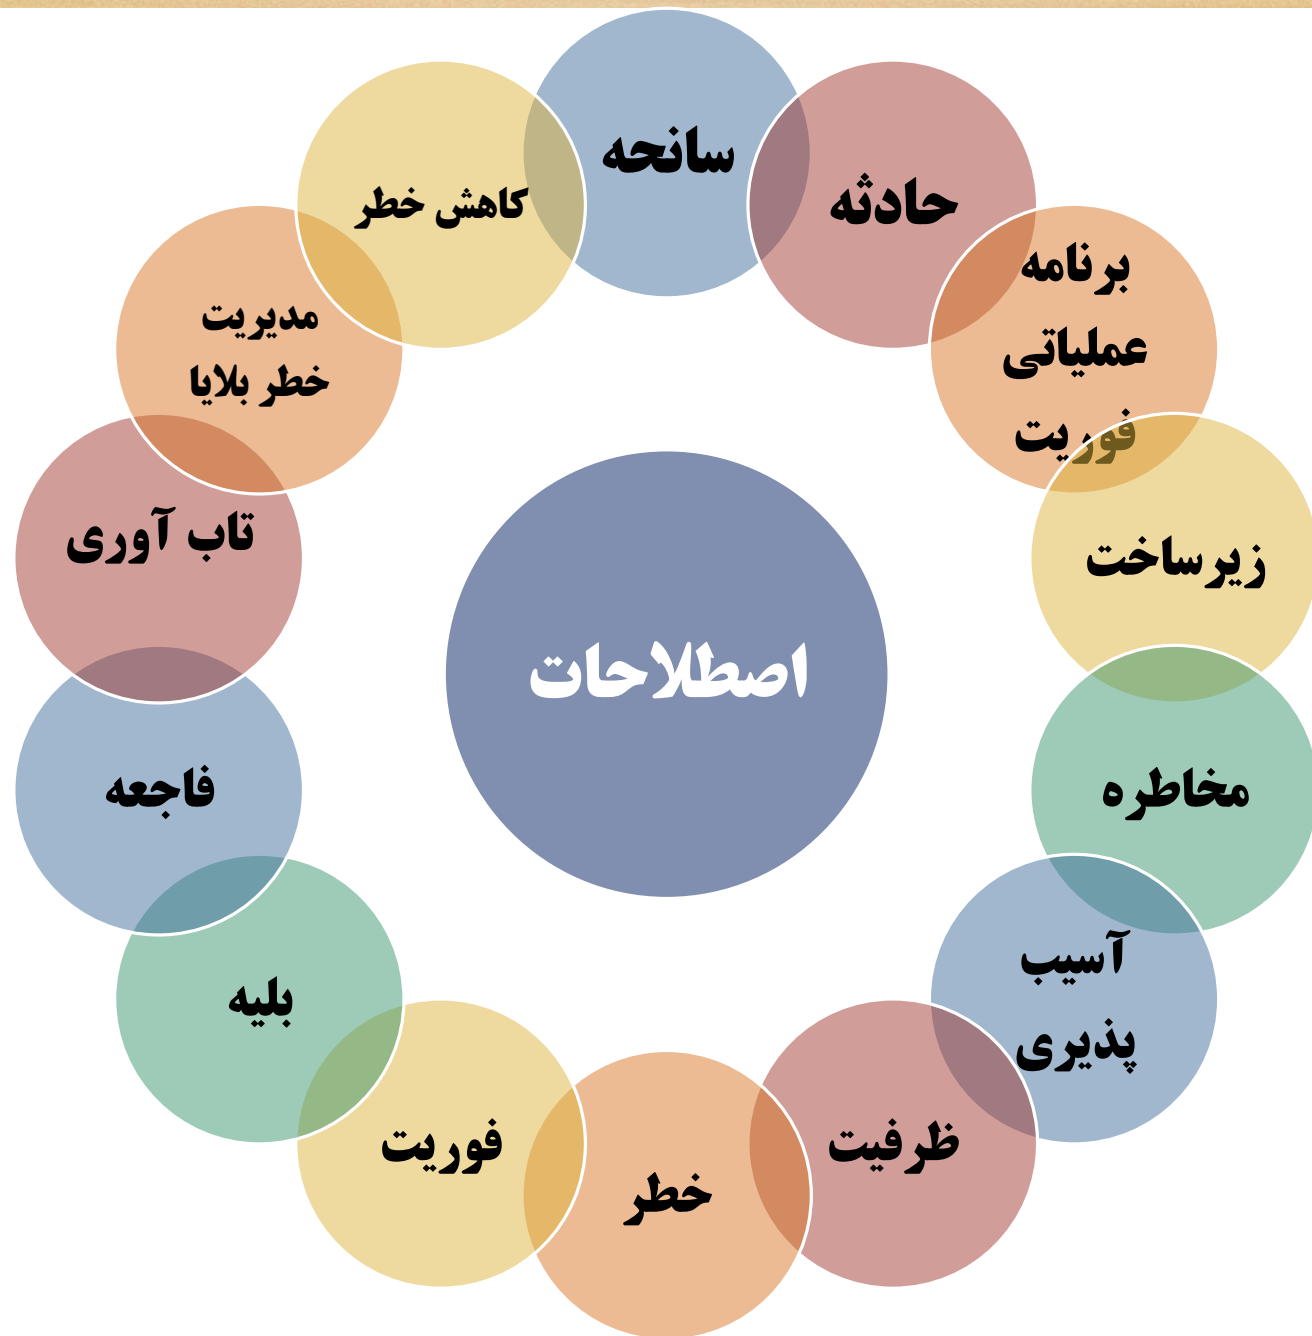 سانحه
حادثه
برنامه
عملیاتی
فوریت
زیرساخت
مخاطره
آسیب
پذیری
ظرفیت
خطر
فوریت
بلیه
فاجعه
تاب آوری
مدیریت
خطر بلایا
کاهش خطر
اصطلاحات